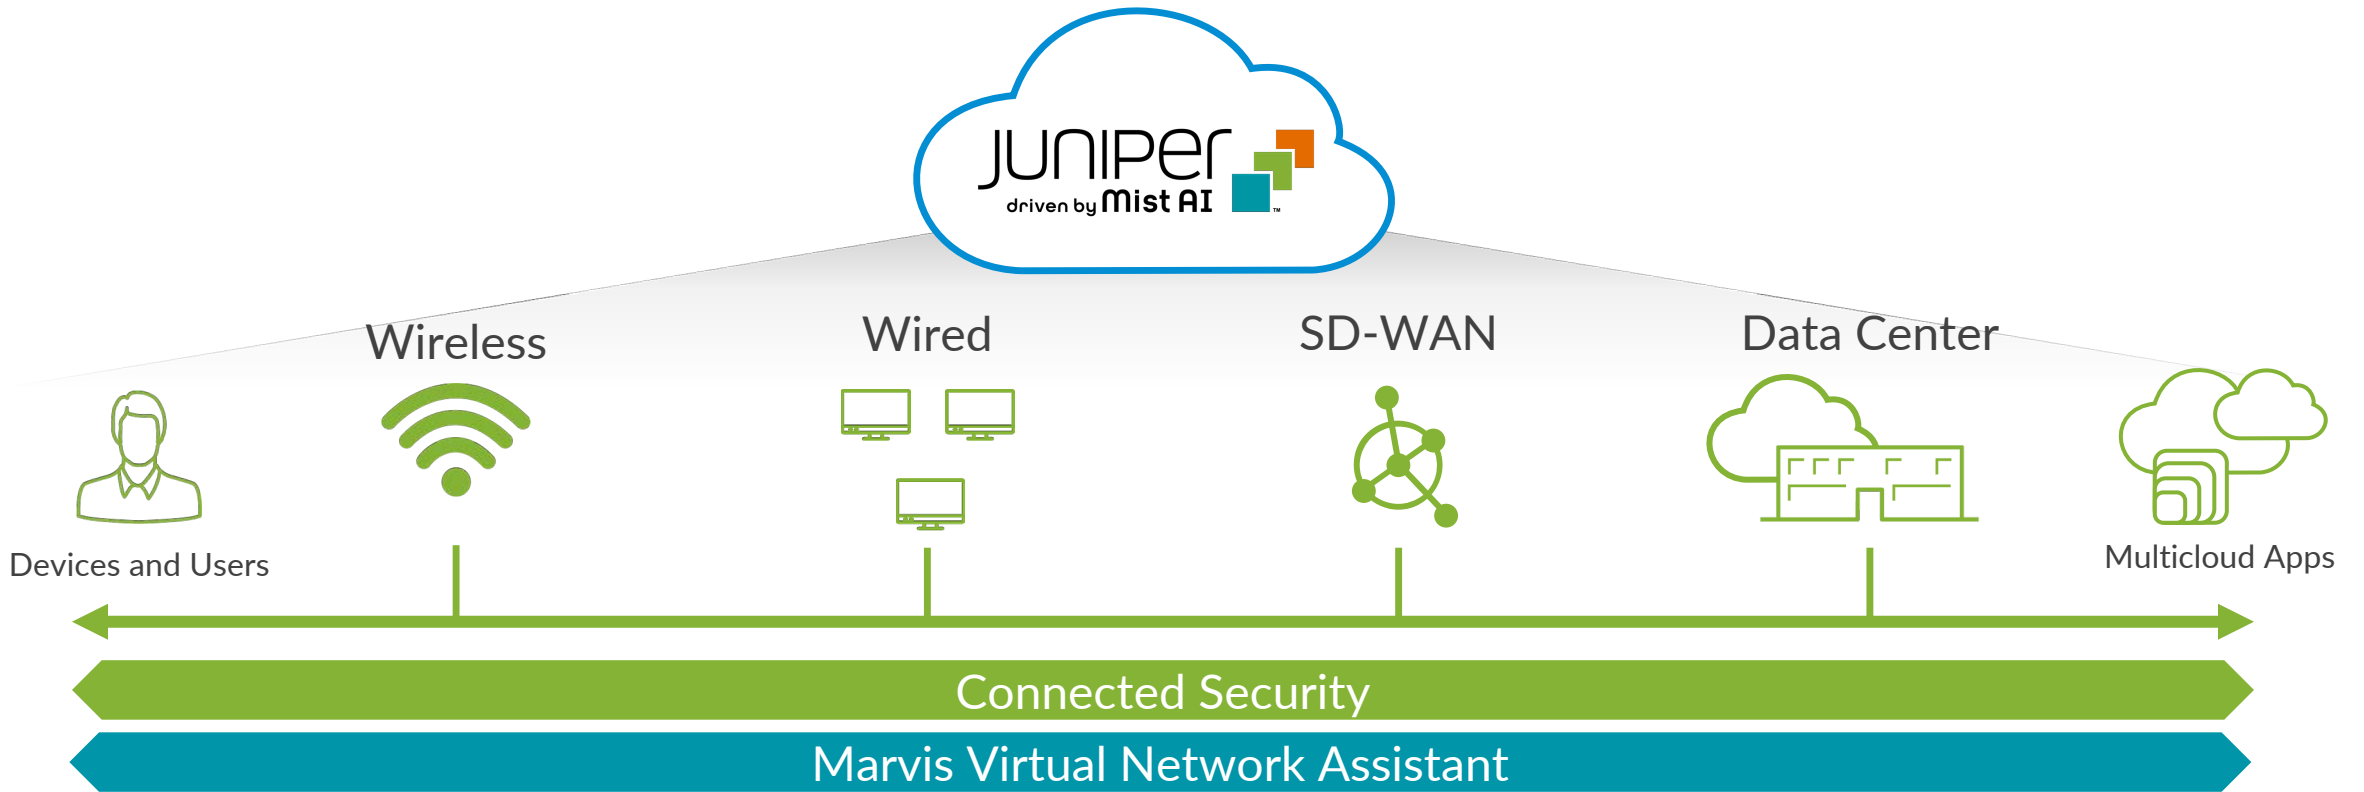 JUNIPer
driven by Mist AI
TM
Wireless
Wired
SD-WAN
Data Center
Devices and Users
Multicloud Apps
Connected Security
Marvis Virtual Network Assistant